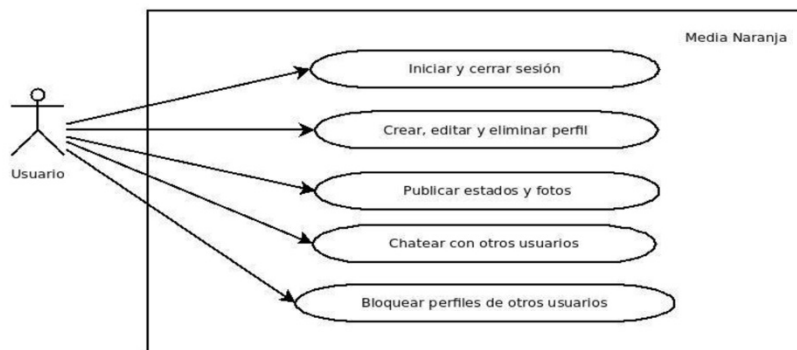 Media Naranja
Iniciar y cerrar sesión
Crear, editar y eliminar perfil
Usuario
Publicar estados y fotos
Chatear con otros usuarios
Bloquear perfiles de otros usuarios